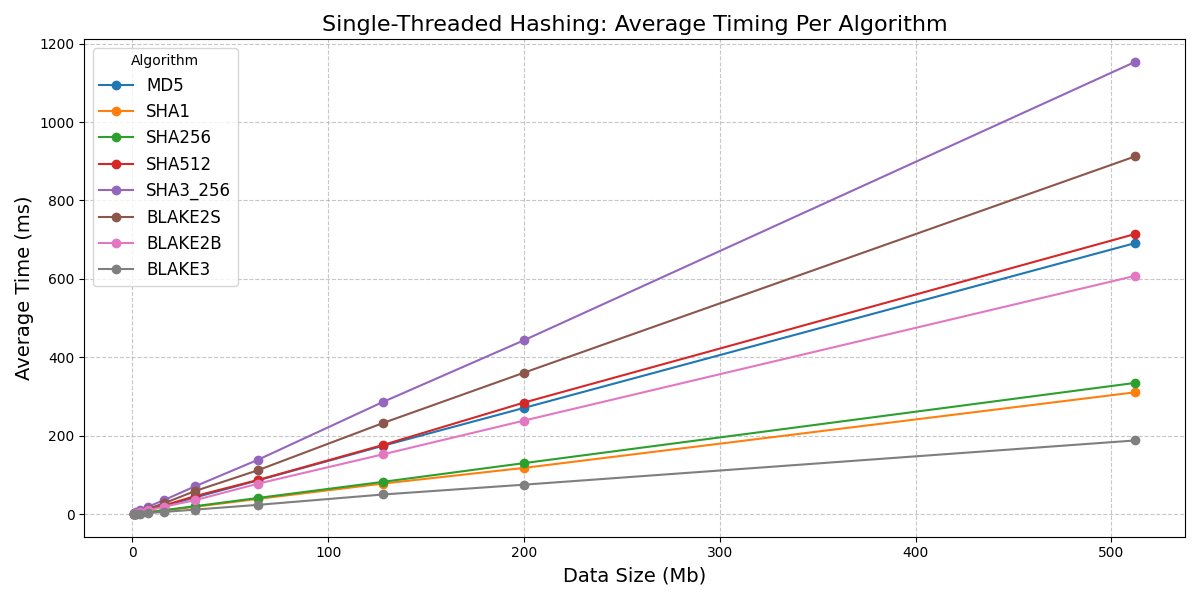 Single-Threaded Hashing: Average Timing Per Algorithm
Average Time (ms)
1200
1000
800
600
400
200
0
Algorithm
MD5
SHA1
SHA256
SHA512
SHA3_256
BLAKE2S
BLAKE2B
BLAKE3
0 100 200 300 400 500
Data Size (Mb)